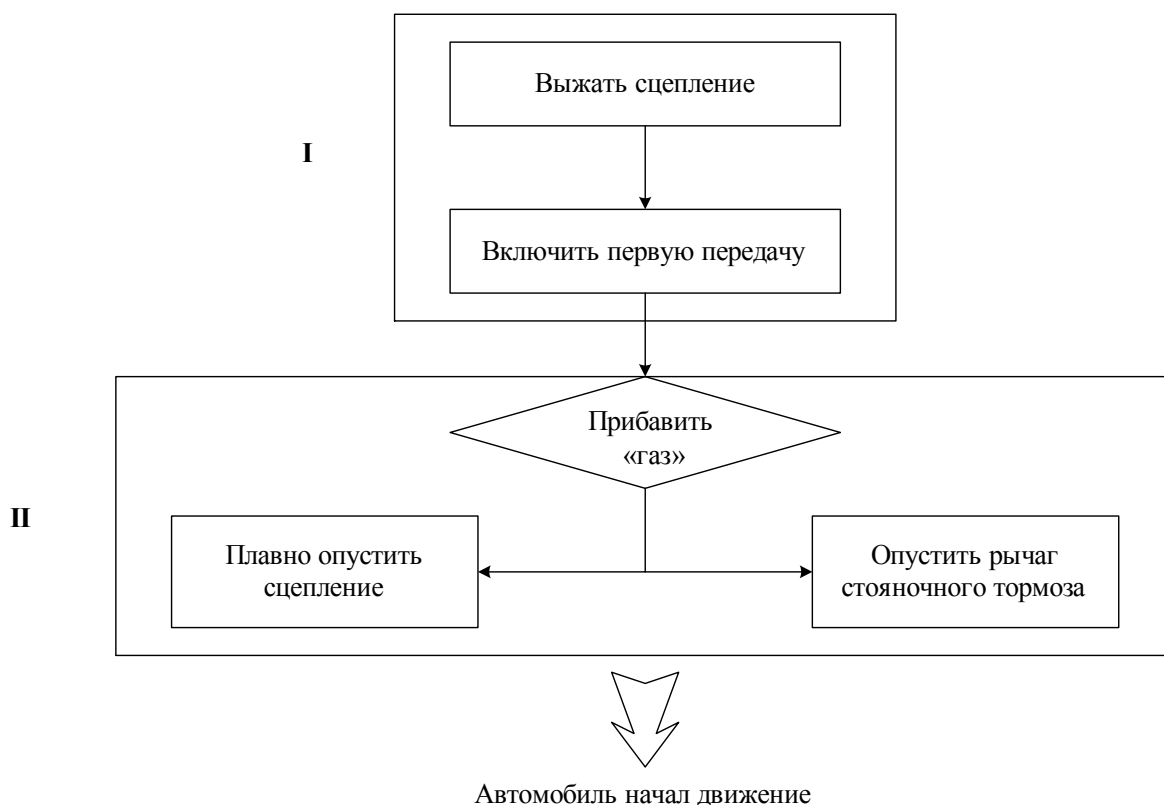 Выжать сцепление
I
Включить первую передачу
Прибавить
«газ»
II
Плавно опустить
сцепление
Опустить рычаг
стояночного тормоза
Автомобиль начал движение